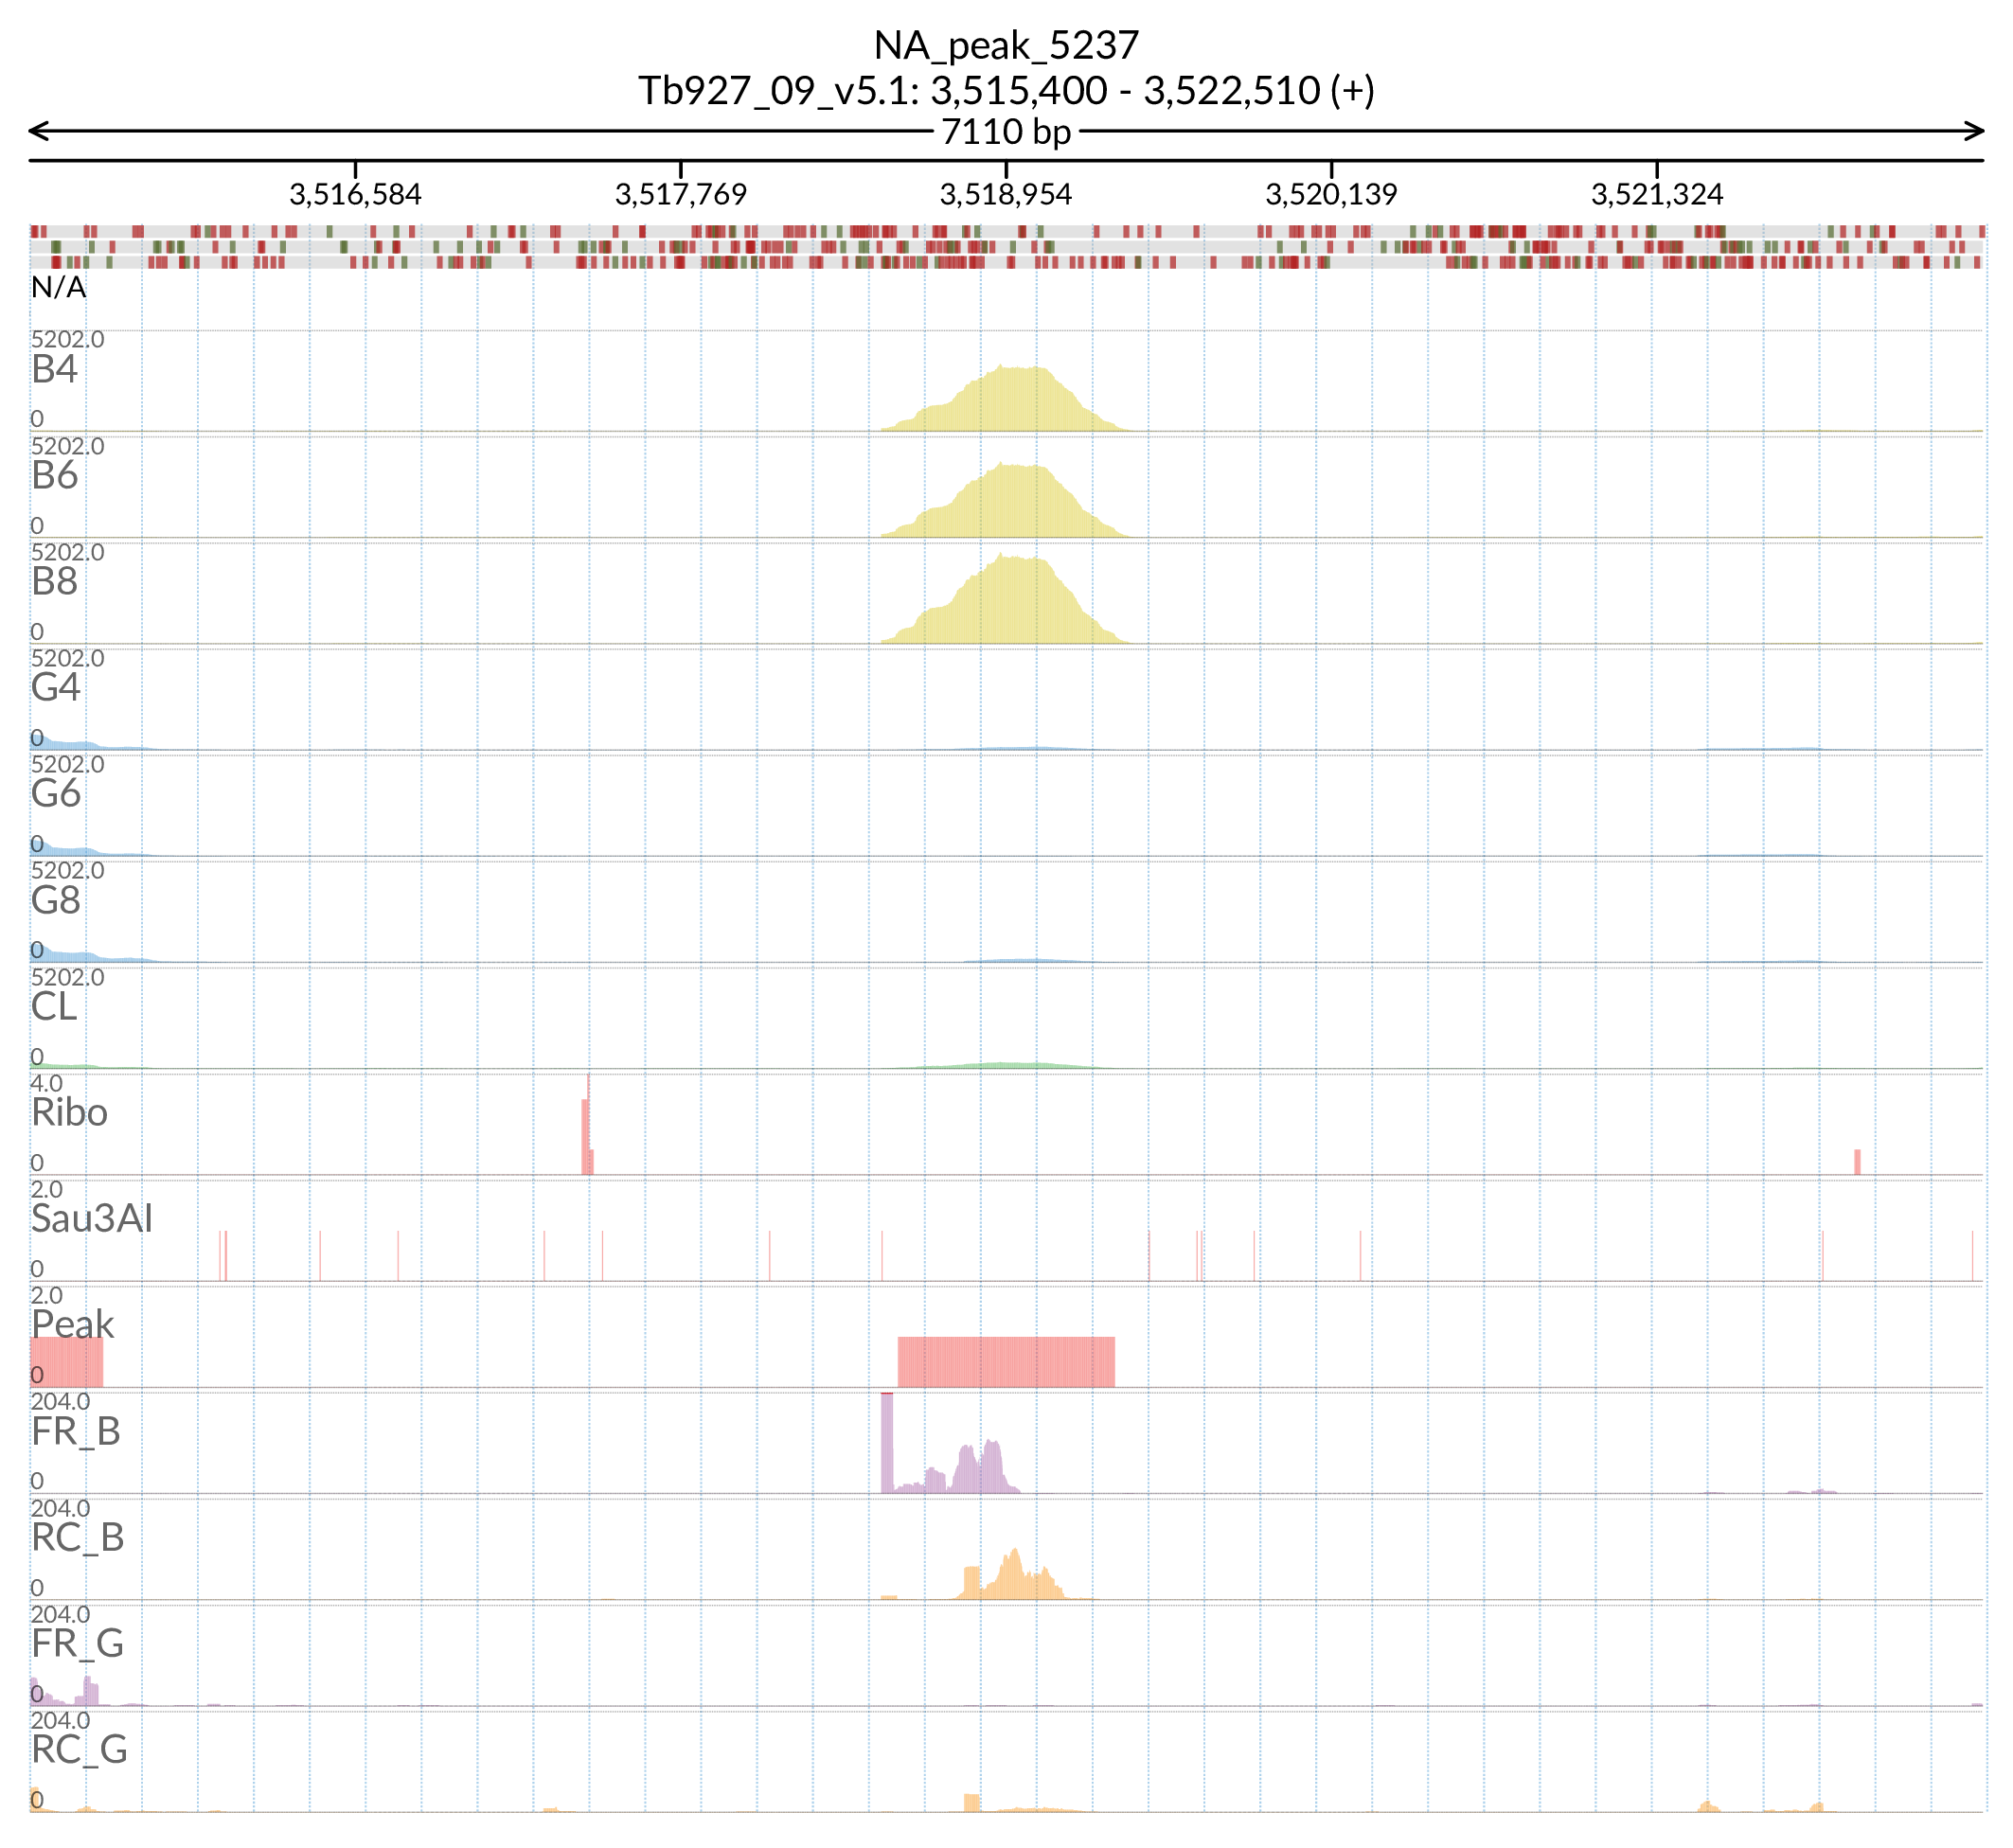 NA_peak_5237
Tb927_09_v5.1: 3,515,400 - 3,522,510 (+)
7110 bp
3,516,584 3,517,769 3,518,954 3,520,139 3,521,324
N/A
5202.0
B4
0
5202.0
B6
0
5202.0
B8
0
5202.0
G4
0
5202.0
G6
0
5202.0
G8
0
5202.0
CL
0
4.0
Ribo
0
2.0
Sau3AI
0
2.0
Peak
0
204.0
FR_B
0
204.0
RC_B
0
204.0
FR_G
0
204.0
RC_G
0